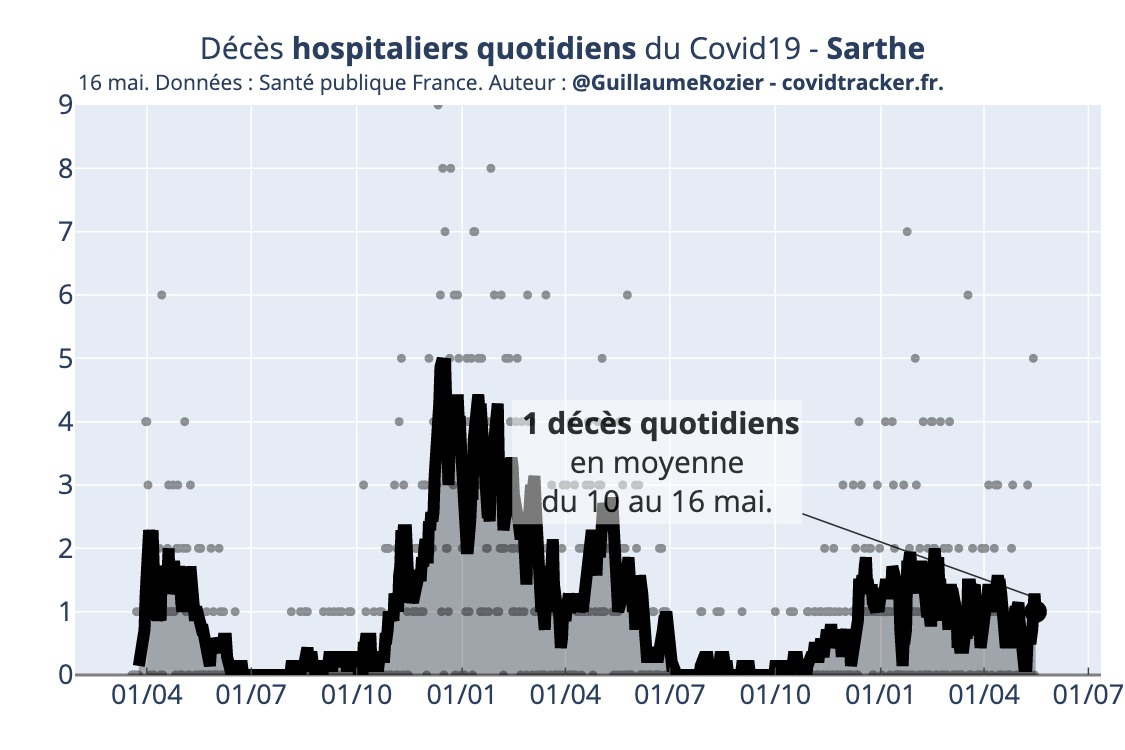 Décès hospitaliers quotidiens du Covid19 - Sarthe
16 mai. Données : Santé publique France. Auteur : @GuillaumeRozier - covidtracker.fr.
9
8
7
6
5
4
3
2
1
0
1 décès quotidiens
en moyenne
du 10 au 16 mai.
01/04 01/07 01/10 01/01 01/04 01/07 01/10 01/01 01/04 01/07